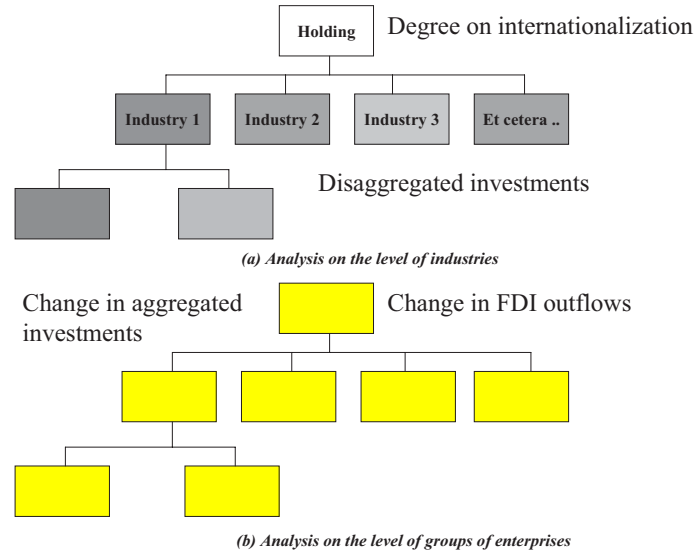 Holding
Degree on internationalization
Industry 1
Industry 2
Industry 3
Et cetera ..
Disaggregated investments
(a) Analysis on the level of industries
Change in aggregated
investments
Change in FDI outflows
(b) Analysis on the level of groups of enterprises